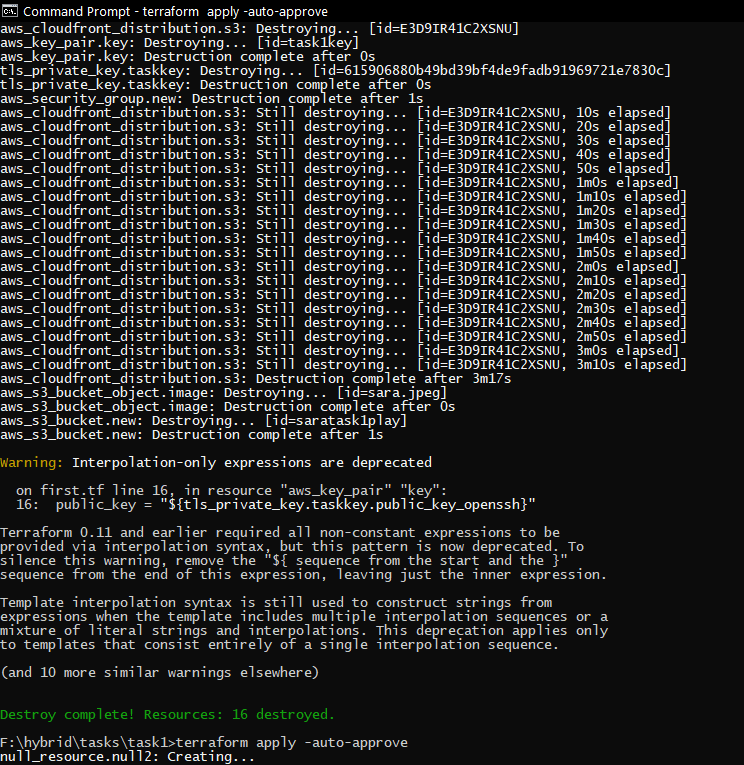 Command Prompt - terraform  apply -auto-approve
aws_cloudfront_distribution.s3: Destroying... [id=E3D9IR41C2XSNU]
aws_key_pair.key: Destroying... [id=task1key]
aws_key_pair.key: Destruction complete after 0s
tls_private_key.taskkey: Destroying... [id=615906880b49bd39bf4de9fadb91969721e7830c]
tls_private_key.taskkey: Destruction complete after 0s
aws_security_group.new: Destruction complete after 1s
aws_cloudfront_distribution.s3: Still destroying... [id=E3D9IR41C2XSNU, 10s elapsed]
aws_cloudfront_distribution.s3: Still destroying... [id=E3D9IR41C2XSNU, 20s elapsed]
aws_cloudfront_distribution.s3: Still destroying... [id=E3D9IR41C2XSNU, 30s elapsed]
aws_cloudfront_distribution.s3: Still destroying... [id=E3D9IR41C2XSNU, 40s elapsed]
aws_cloudfront_distribution.s3: Still destroying... [id=E3D9IR41C2XSNU, 50s elapsed]
aws_cloudfront_distribution.s3: Still destroying... [id=E3D9IR41C2XSNU, 1m0s elapsed]
aws_cloudfront_distribution.s3: Still destroying... [id=E3D9IR41C2XSNU, 1m10s elapsed]
aws_cloudfront_distribution.s3: Still destroying... [id=E3D9IR41C2XSNU, 1m20s elapsed]
aws_cloudfront_distribution.s3: Still destroying... [id=E3D9IR41C2XSNU, 1m30s elapsed]
aws_cloudfront_distribution.s3: Still destroying... [id=E3D9IR41C2XSNU, 1m40s elapsed]
aws_cloudfront_distribution.s3: Still destroying... [id=E3D9IR41C2XSNU, 1m50s elapsed]
aws_cloudfront_distribution.s3: Still destroying... [id=E3D9IR41C2XSNU, 2m0s elapsed]
aws_cloudfront_distribution.s3: Still destroying... [id=E3D9IR41C2XSNU, 2m10s elapsed]
aws_cloudfront_distribution.s3: Still destroying... [id=E3D9IR41C2XSNU, 2m20s elapsed]
aws_cloudfront_distribution.s3: Still destroying... [id=E3D9IR41C2XSNU, 2m30s elapsed]
aws_cloudfront_distribution.s3: Still destroying... [id=E3D9IR41C2XSNU, 2m40s elapsed]
aws_cloudfront_distribution.s3: Still destroying... [id=E3D9IR41C2XSNU, 2m50s elapsed]
aws_cloudfront_distribution.s3: Still destroying... [id=E3D9IR41C2XSNU, 3m0s elapsed]
aws_cloudfront_distribution.s3: Still destroying... [id=E3D9IR41C2XSNU, 3m10s elapsed]
aws_cloudfront_distribution.s3: Destruction complete after 3m17s
aws_s3_bucket_object.image: Destroying... [id=sara.jpeg]
aws_s3_bucket_object.image: Destruction complete after 0s
aws_s3_bucket.new: Destroying... [id=saratask1play]
aws_s3_bucket.new: Destruction complete after 1s
Warning: Interpolation-only expressions are deprecated
  on first.tf line 16, in resource "aws_key_pair" "key":
  16:  public_key = "${tls_private_key.taskkey.public_key_openssh}"
Terraform 0.11 and earlier required all non-constant expressions to be
provided via interpolation syntax, but this pattern is now deprecated. To
silence this warning, remove the "${ sequence from the start and the }"
sequence from the end of this expression, leaving just the inner expression.
Template interpolation syntax is still used to construct strings from
expressions when the template includes multiple interpolation sequences or a
mixture of literal strings and interpolations. This deprecation applies only
to templates that consist entirely of a single interpolation sequence.
(and 10 more similar warnings elsewhere)
Destroy complete! Resources: 16 destroyed.
F:\hybrid\tasks\task1>terraform apply -auto-approve
null_resource.null2: Creating...